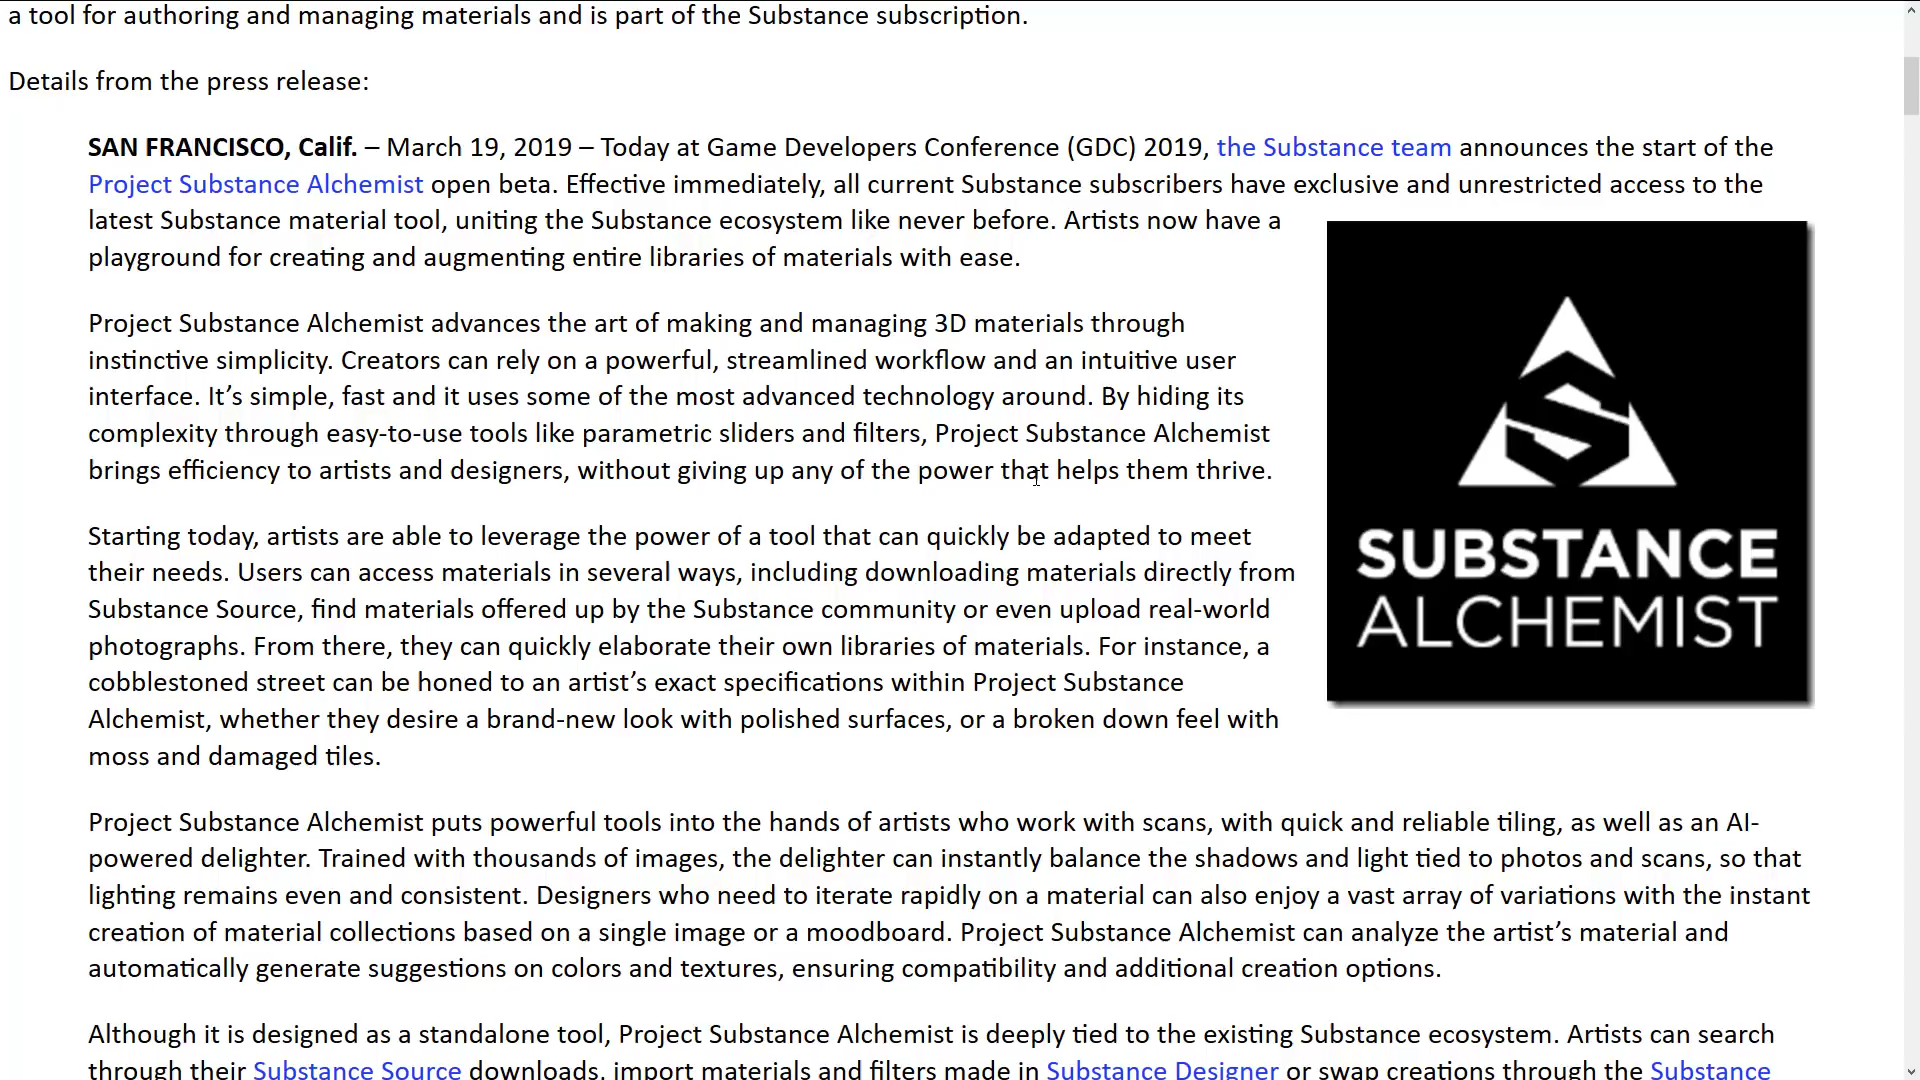 a tool for authoring and managing materials and is part of the Substance subscription.
Details from the press release:
SAN FRANCISCO, Calif. – March 19, 2019 – Today at Game Developers Conference (GDC) 2019, the Substance team announces the start of the
Project Substance Alchemist open beta. Effective immediately, all current Substance subscribers have exclusive and unrestricted access to the
latest Substance material tool, uniting the Substance ecosystem like never before. Artists now have a
playground for creating and augmenting entire libraries of materials with ease.
Project Substance Alchemist advances the art of making and managing 3D materials through
instinctive simplicity. Creators can rely on a powerful, streamlined workflow and an intuitive user
interface. It’s simple, fast and it uses some of the most advanced technology around. By hiding its
complexity through easy-to-use tools like parametric sliders and filters, Project Substance Alchemist
brings efficiency to artists and designers, without giving up any of the power that helps them thrive.
Starting today, artists are able to leverage the power of a tool that can quickly be adapted to meet
their needs. Users can access materials in several ways, including downloading materials directly from
Substance Source, find materials offered up by the Substance community or even upload real-world
photographs. From there, they can quickly elaborate their own libraries of materials. For instance, a
cobblestoned street can be honed to an artist’s exact specifications within Project Substance
Alchemist, whether they desire a brand-new look with polished surfaces, or a broken down feel with
moss and damaged tiles.
SUBSTANCE
ALCHEMIST
Project Substance Alchemist puts powerful tools into the hands of artists who work with scans, with quick and reliable tiling, as well as an AI-
powered delighter. Trained with thousands of images, the delighter can instantly balance the shadows and light tied to photos and scans, so that
lighting remains even and consistent. Designers who need to iterate rapidly on a material can also enjoy a vast array of variations with the instant
creation of material collections based on a single image or a moodboard. Project Substance Alchemist can analyze the artist’s material and
automatically generate suggestions on colors and textures, ensuring compatibility and additional creation options.
Although it is designed as a standalone tool, Project Substance Alchemist is deeply tied to the existing Substance ecosystem. Artists can search
through their Substance Source downloads, import materials and filters made in Substance Designer or swap creations through the Substance